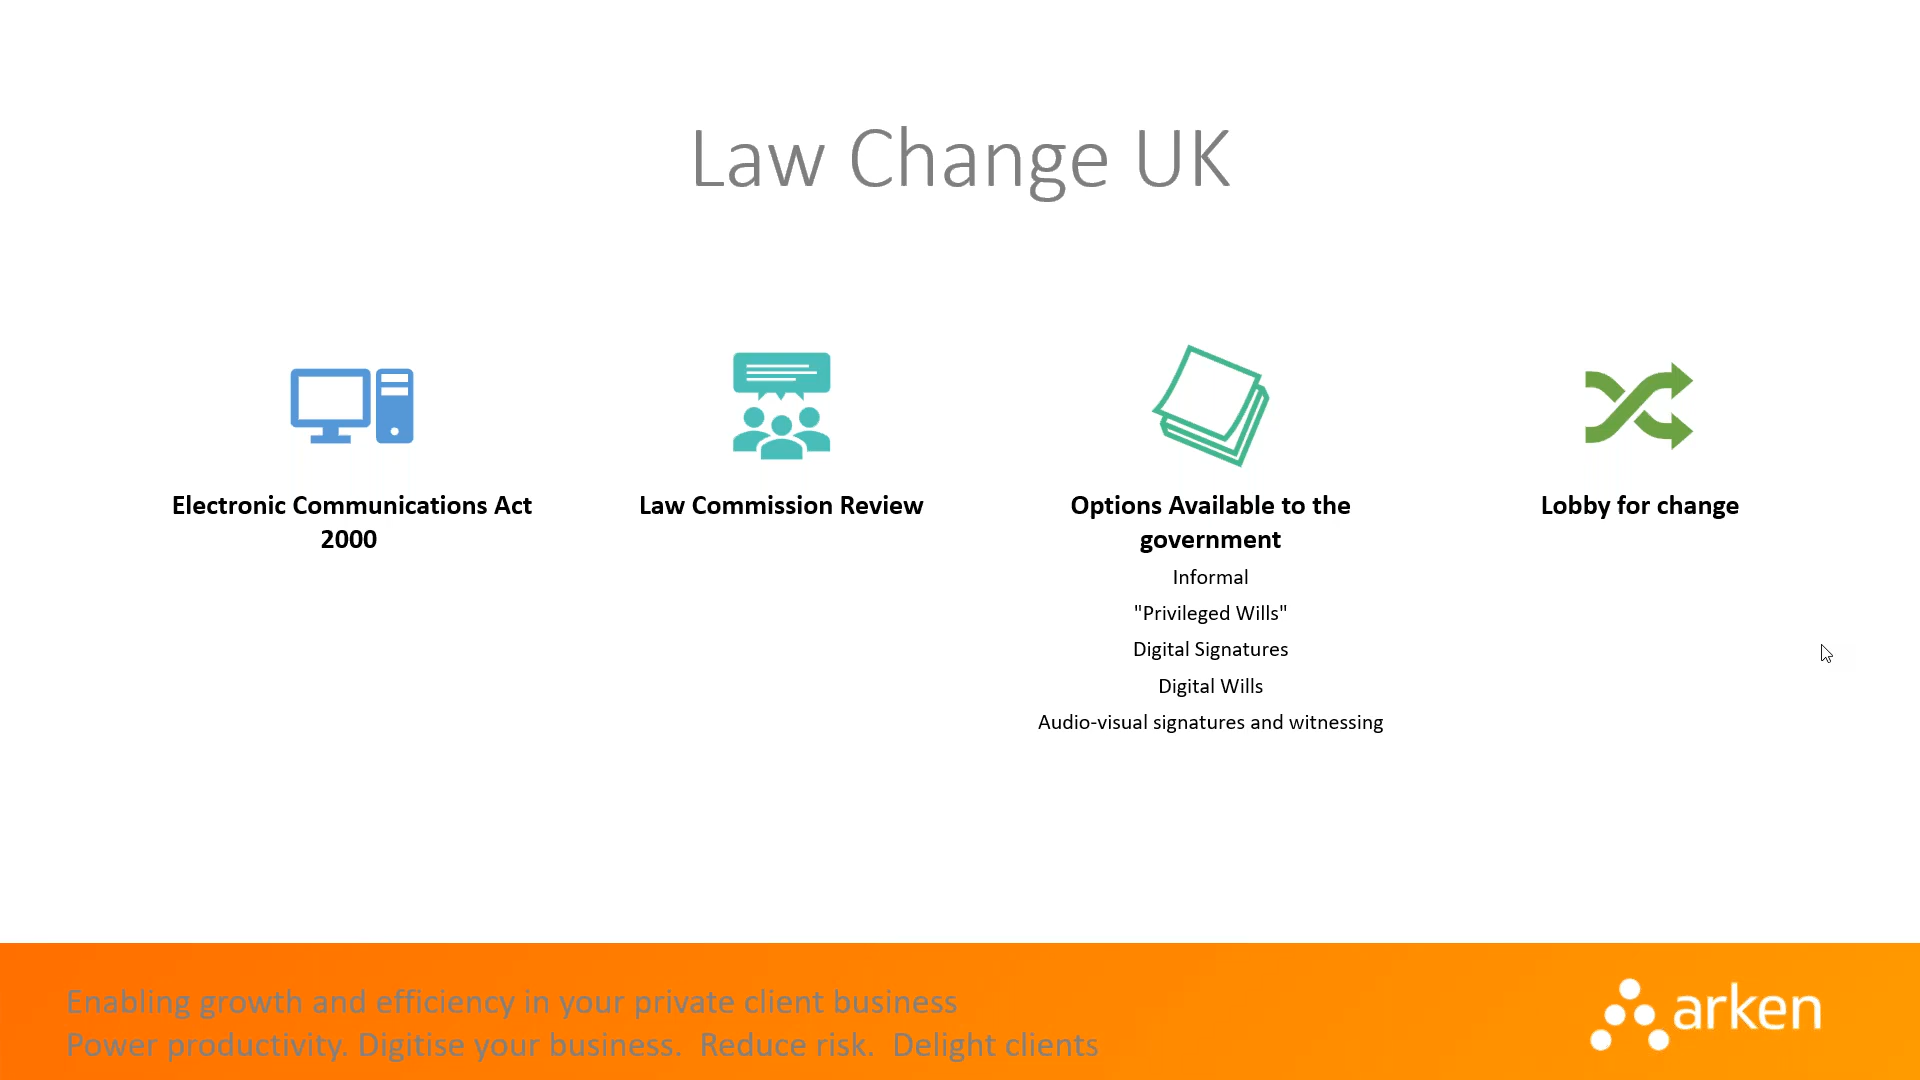 Law Change UK
Electronic Communications Act
2000
Law Commission Review
Options Available to the
government
Informal
"Privileged Wills"
Digital Signatures
Digital Wills
Audio-visual signatures and witnessing
Lobby for change
Enabling growth and efficiency in your private client business
Power productivity. Digitise your business.  Reduce risk.  Delight clients
arken